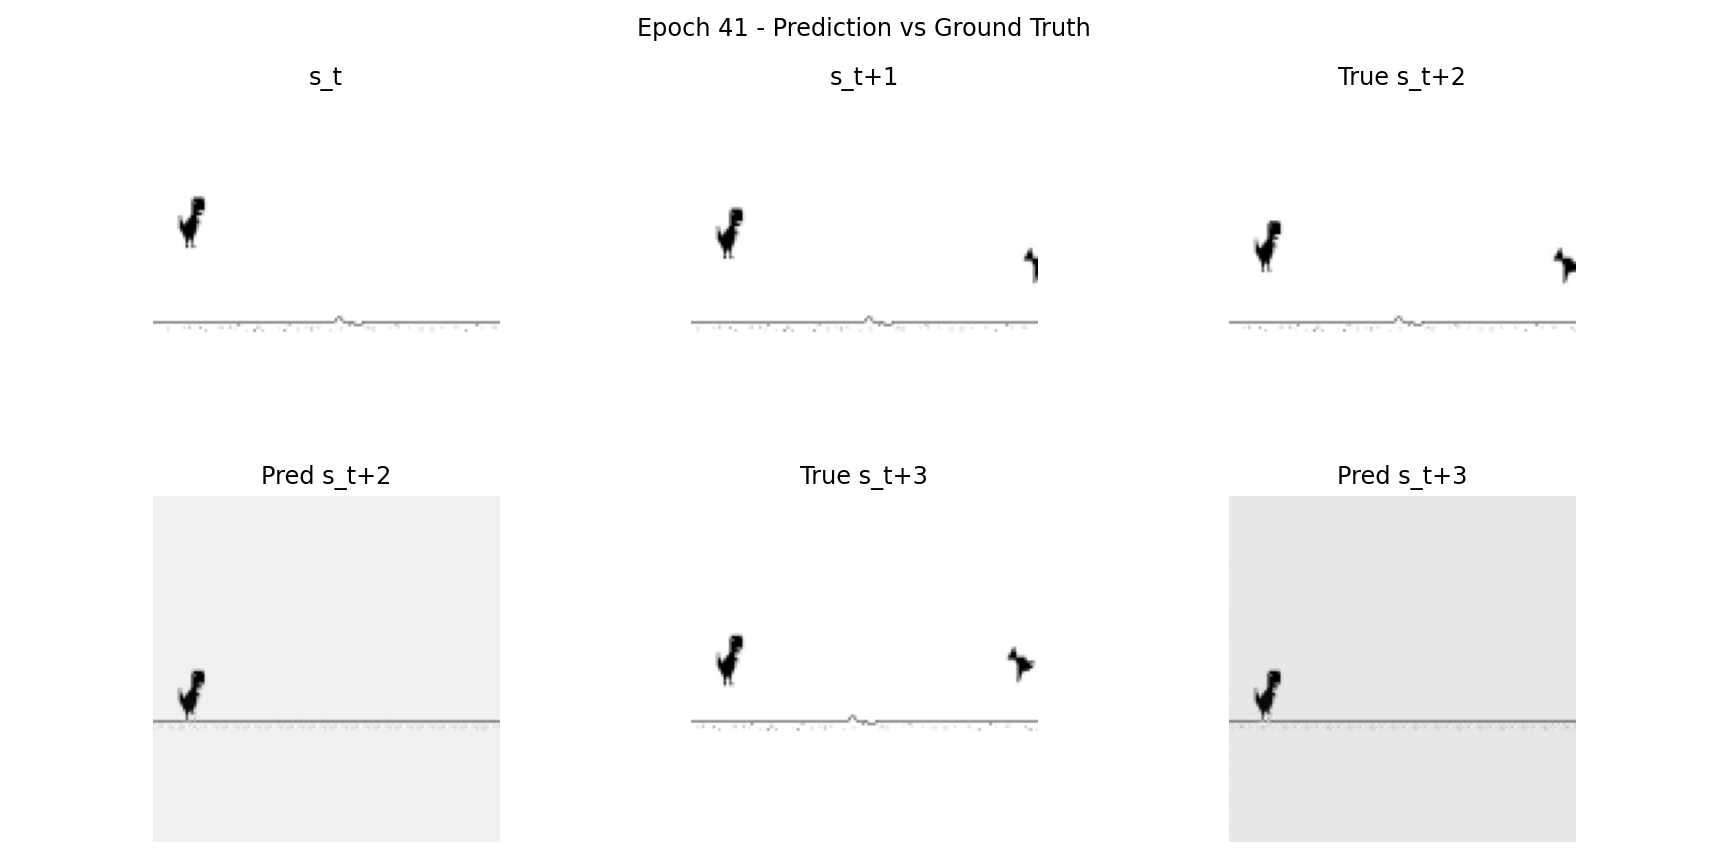 Epoch 41 - Prediction vs Ground Truth
s_t
s_t+1
True s_t+2
Pred s_t+2
True s_t+3
Pred s_t+3